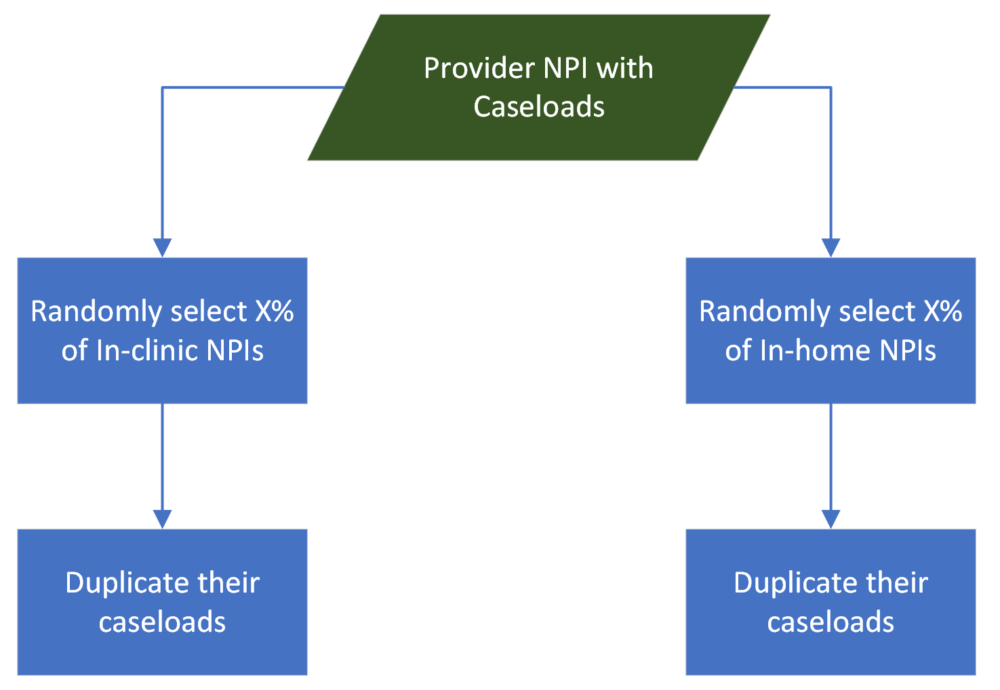 Provider NPI with
Caseloads
Randomly select X%
of In-clinic NPIs
Randomly select X%
of In-home NPIs
Duplicate their
caseloads
Duplicate their
caseloads